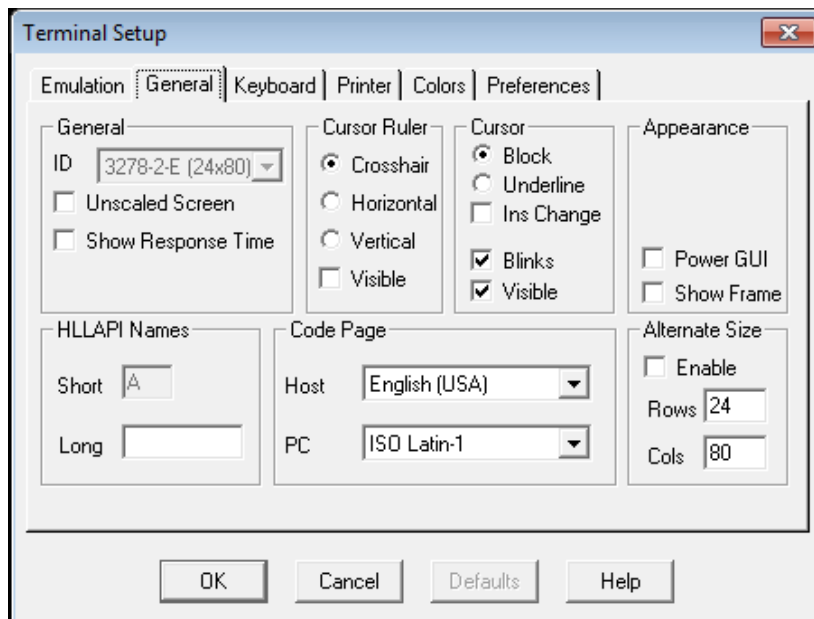 Terminal Setup
Emulation General Keyboard Printer Colors Preferences
General
ID 3278-2-E (24x80)
Unscaled Screen
Show Response Time
Cursor Ruler
Crosshair
Horizontal
Vertical
Visible
Cursor
Block
Underline
Ins Change
Blinks
Visible
Appearance
Power GUI
Show Frame
HLLAPI Names
Short A
Long
Code Page
Host English (USA)
PC ISO Latin-1
Alternate Size
Enable
Rows 24
Cols 80
OK Cancel Defaults Help